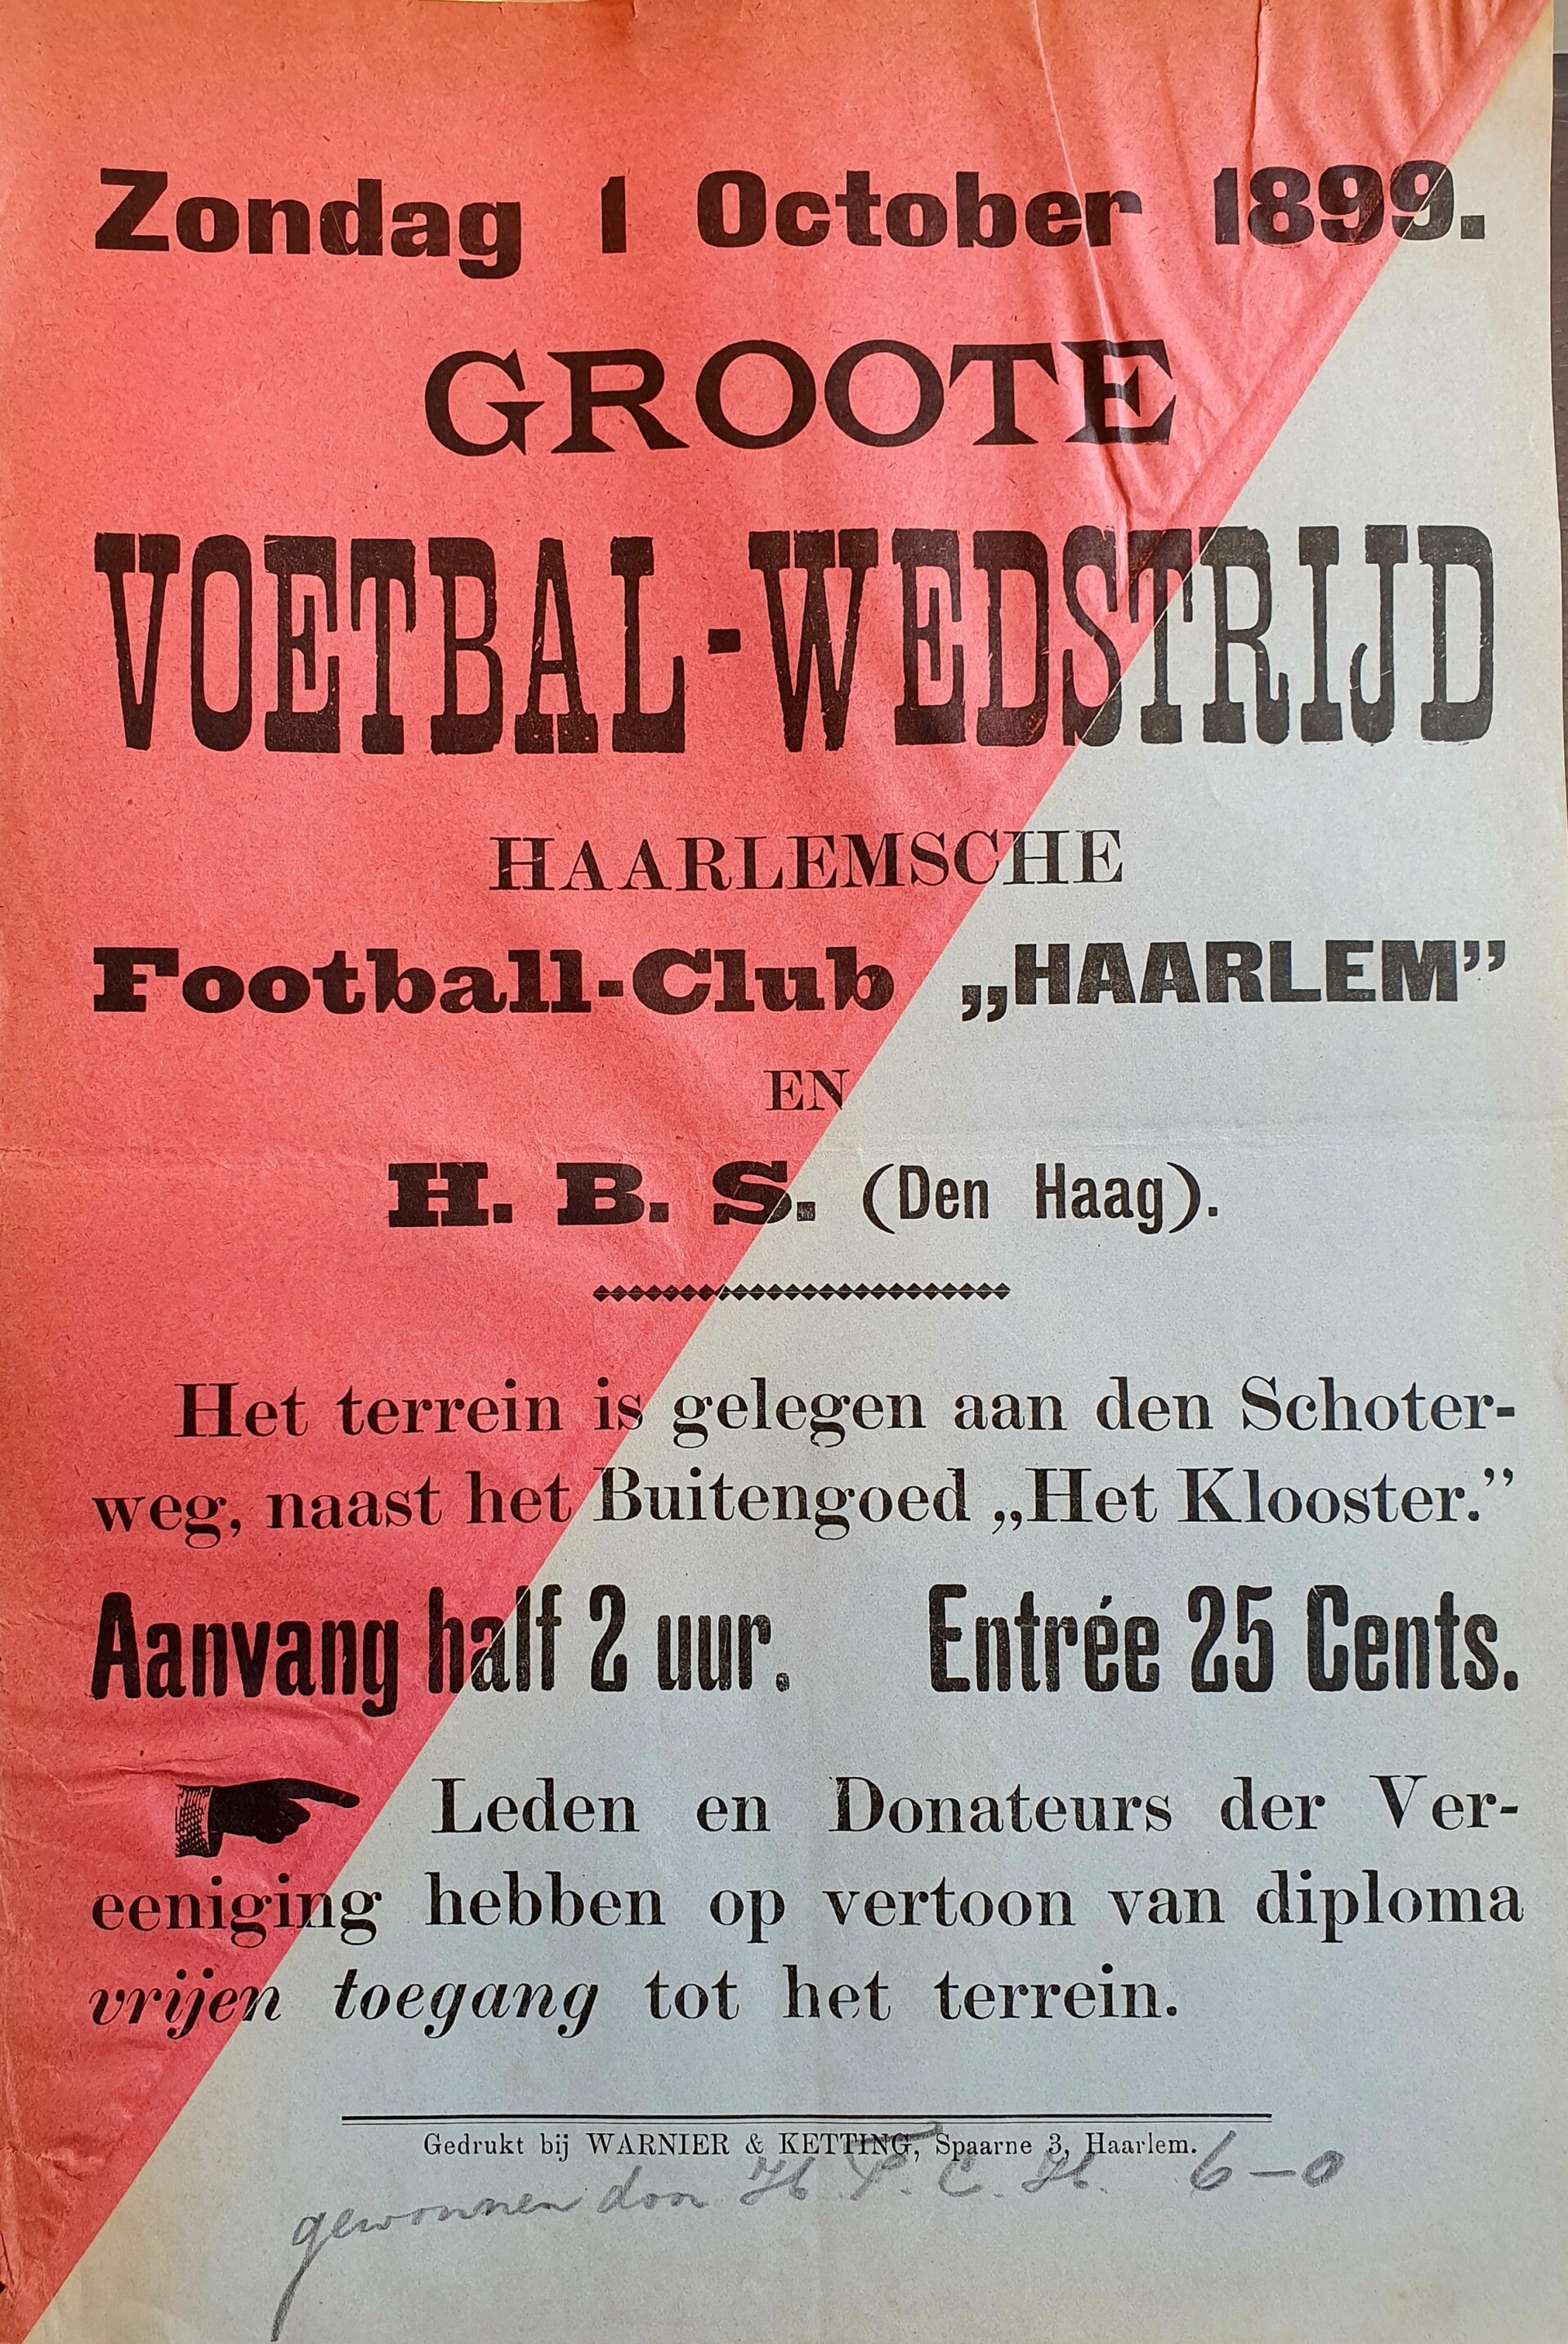 Zondag 1 October 1899.
GROOTE
VOETBAL-WEDSTRIJD
HAARLEMSCHE
Football-Club „HAARLEM”
EN
H. B. S. (Den Haag).
Het terrein is gelegen aan den Schoter-
weg, naast het Buitengoed „Het Klooster.”
Aanvang half 2 uur. Entrée 25 Cents.
Leden en Donateurs der Ver-
eeniging hebben op vertoon van diploma
vrijen toegang tot het terrein.
Gedrukt bij WARNIER & KETTING, Spaarne 3, Haarlem.
gewonnen door H. F. C. H. 6–0